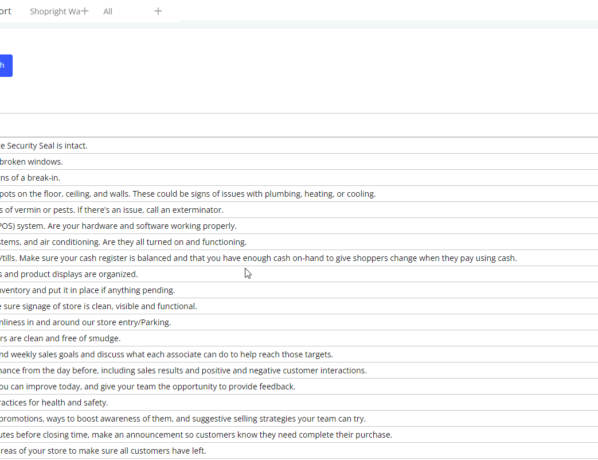 ort Shopright Wa+ All +
h
e Security Seal is intact.
broken windows.
ns of a break-in.
pots on the floor, ceiling, and walls. These could be signs of issues with plumbing, heating, or cooling.
s of vermin or pests. If there's an issue, call an exterminator.
POS) system. Are your hardware and software working properly.
tems, and air conditioning. Are they all turned on and functioning.
/tills. Make sure your cash register is balanced and that you have enough cash on-hand to give shoppers change when they pay using cash.
s and product displays are organized.
nventory and put it in place if anything pending.
e sure signage of store is clean, visible and functional.
nliness in and around our store entry/Parking.
rs are clean and free of smudge.
nd weekly sales goals and discuss what each associate can do to help reach those targets.
mance from the day before, including sales results and positive and negative customer interactions.
ou can improve today, and give your team the opportunity to provide feedback.
ractices for health and safety.
promotions, ways to boost awareness of them, and suggestive selling strategies your team can try.
utes before closing time, make an announcement so customers know they need complete their purchase.
reas of your store to make sure all customers have left.